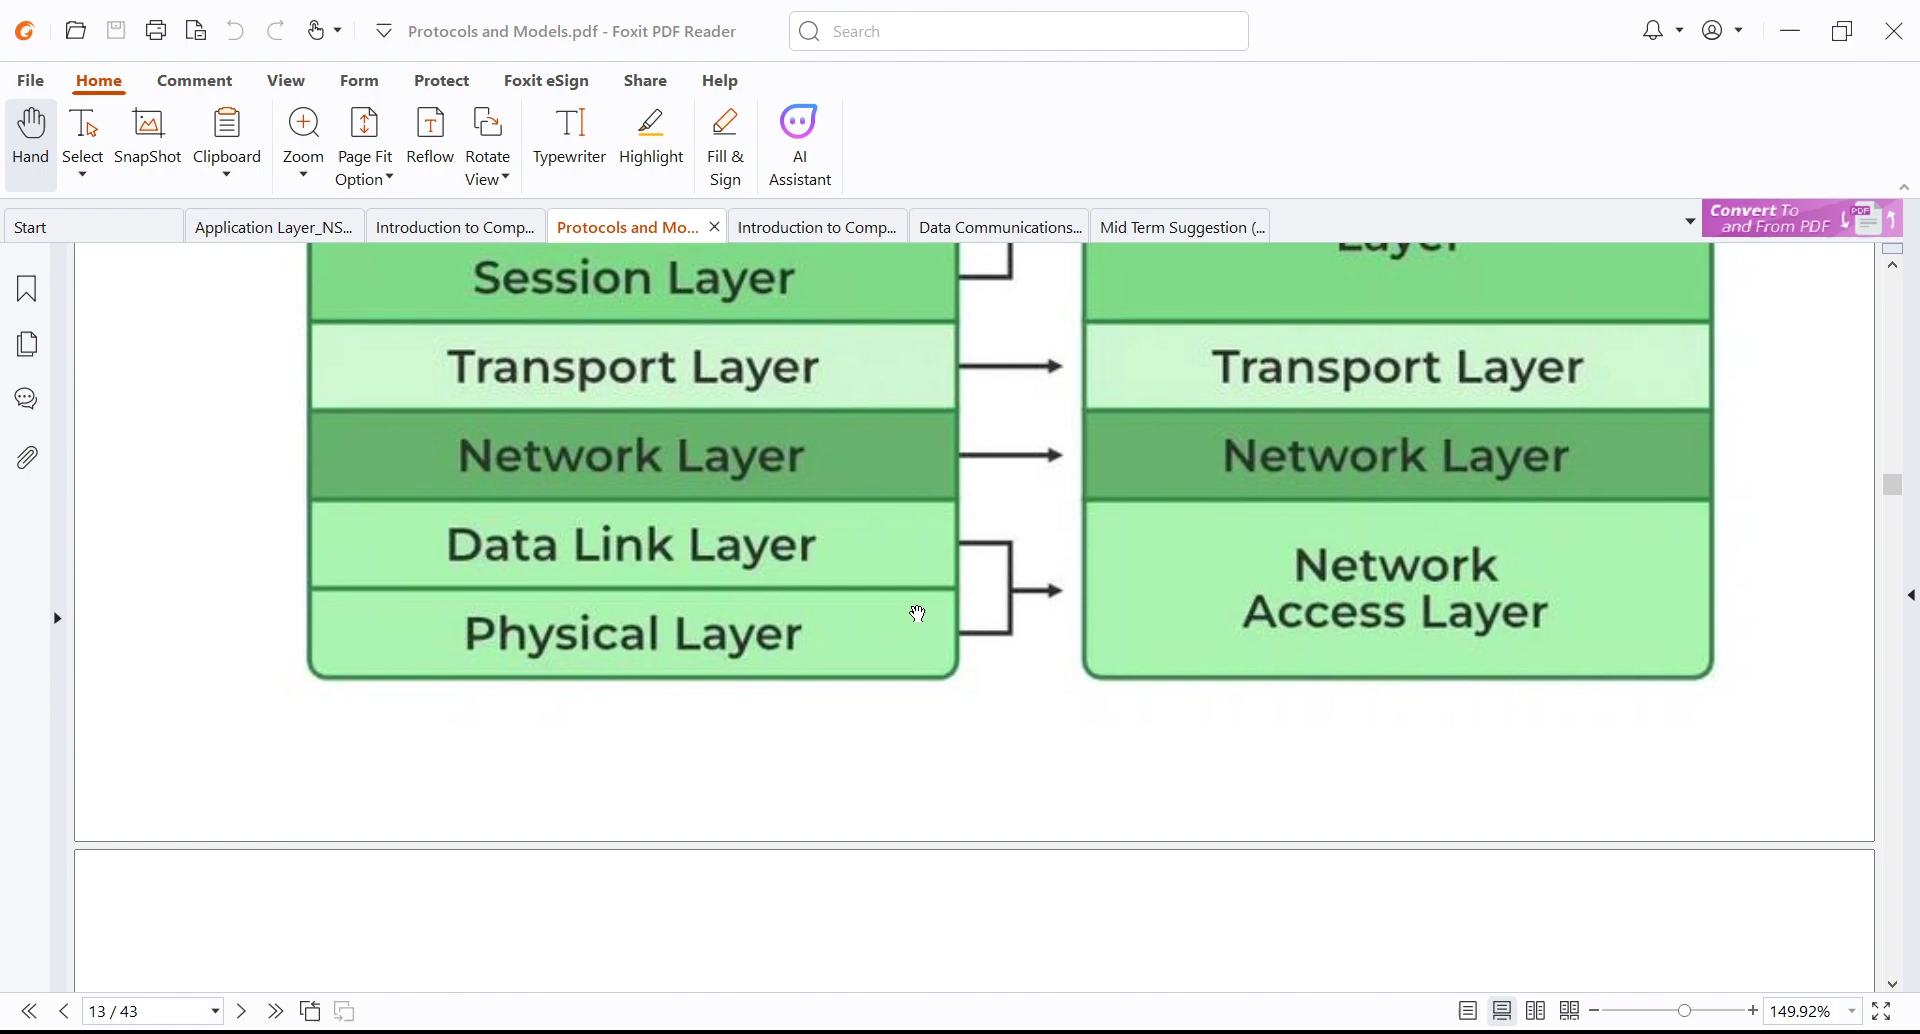 Protocols and Models.pdf - Foxit PDF Reader
Search
File Home Comment View Form Protect Foxit eSign Share Help
Hand Select SnapShot Clipboard Zoom Page Fit Option Reflow Rotate View Typewriter Highlight Fill & Sign AI Assistant
Start
Application Layer_NS...
Introduction to Comp...
Protocols and Mo...
Introduction to Comp...
Data Communications...
Mid Term Suggestion (...
Convert To
and From PDF
PDF
Layer
Session Layer
Transport Layer
Transport Layer
Network Layer
Network Layer
Data Link Layer
Physical Layer
Network
Access Layer
13 / 43
149.92%